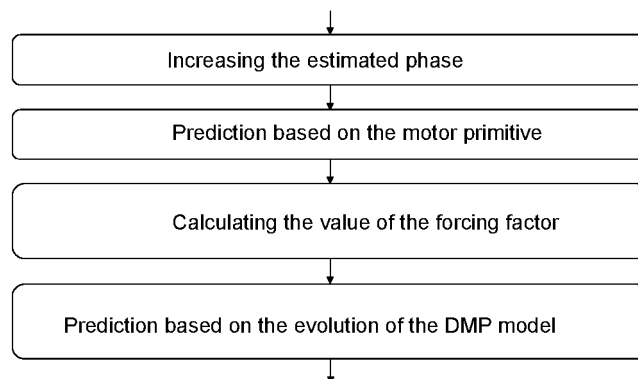 Increasing the estimated phase
Prediction based on the motor primitive
Calculating the value of the forcing factor
Prediction based on the evolution of the DMP model